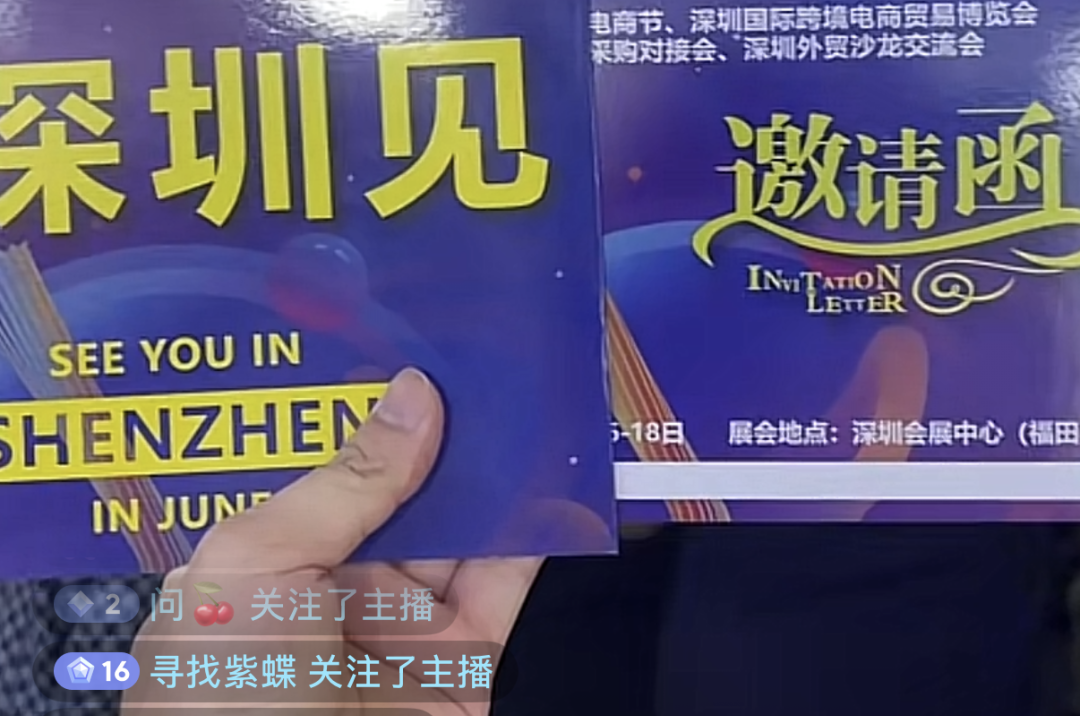 深圳见
SEE YOU IN
SHENZHEN
IN JUNE
电商节、深圳国际跨境电商贸易博览会
采购对接会、深圳外贸沙龙交流会
邀请函
INVITATION
LETTER
-18日 展会地点：深圳会展中心（福田
2 问🍒 关注了主播
16 寻找紫蝶 关注了主播